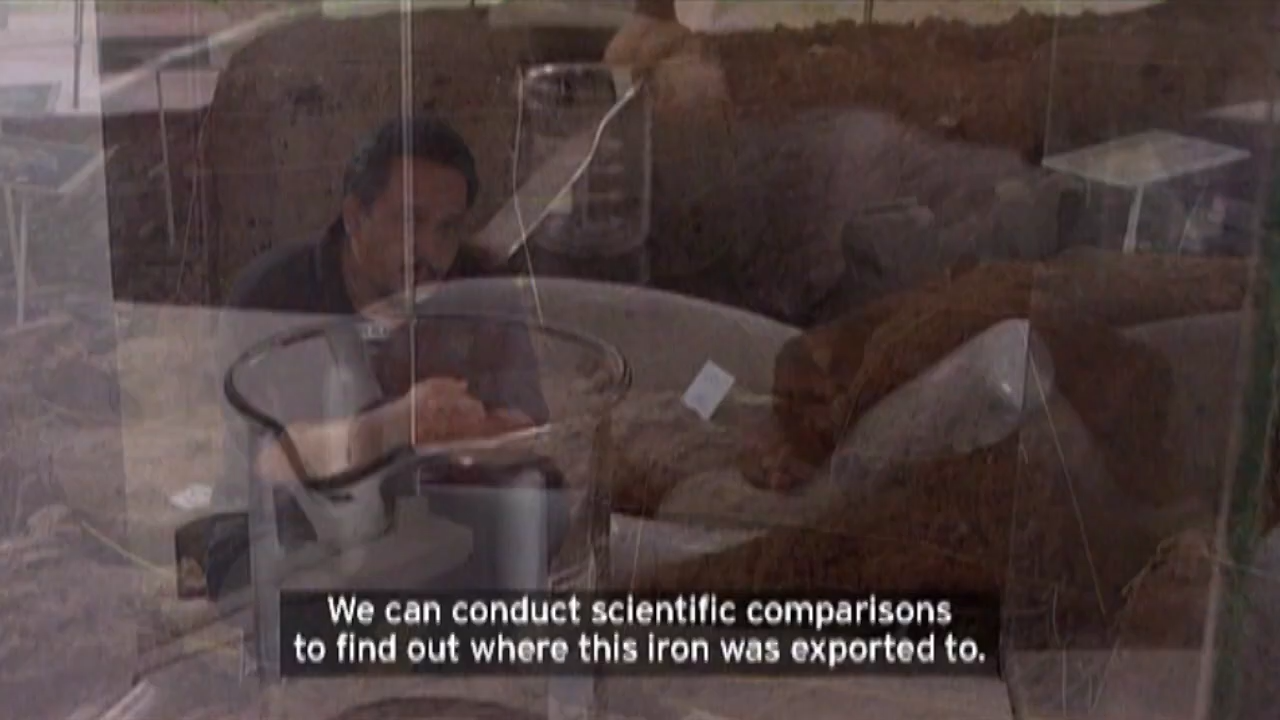 We can conduct scientific comparisons
to find out where this iron was exported to.